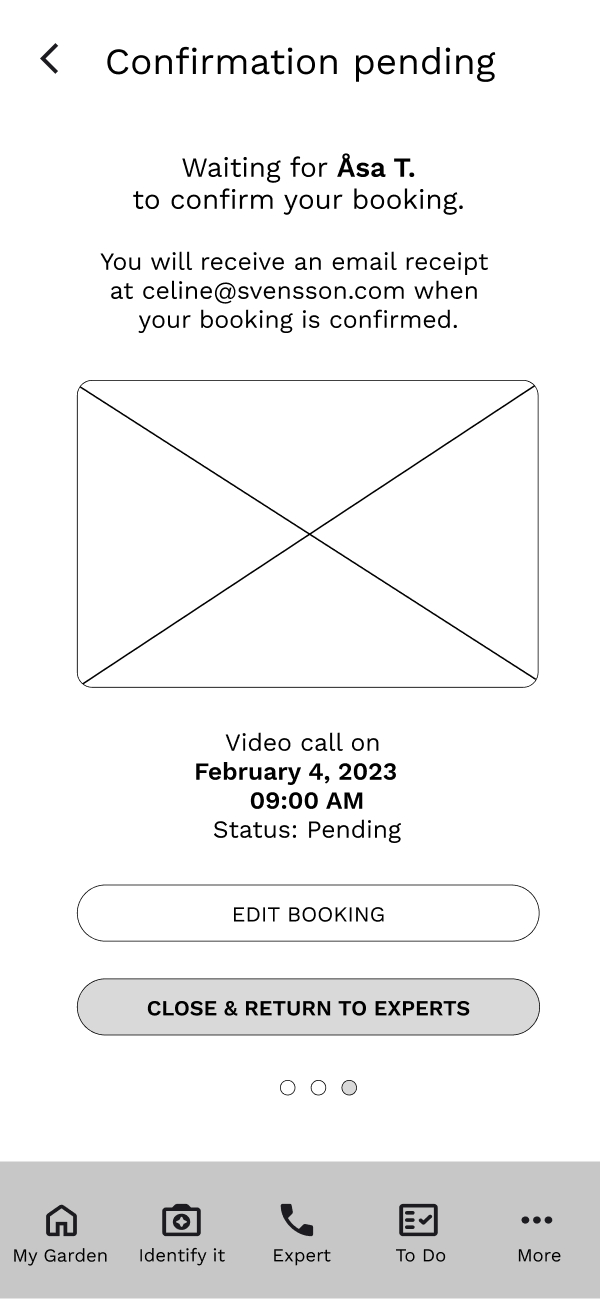 Confirmation pending
Waiting for Åsa T.
to confirm your booking.
You will receive an email receipt
at celine@svensson.com when
your booking is confirmed.
Video call on
February 4, 2023
09:00 AM
Status: Pending
EDIT BOOKING
CLOSE & RETURN TO EXPERTS
My Garden
Identify it
Expert
To Do
More